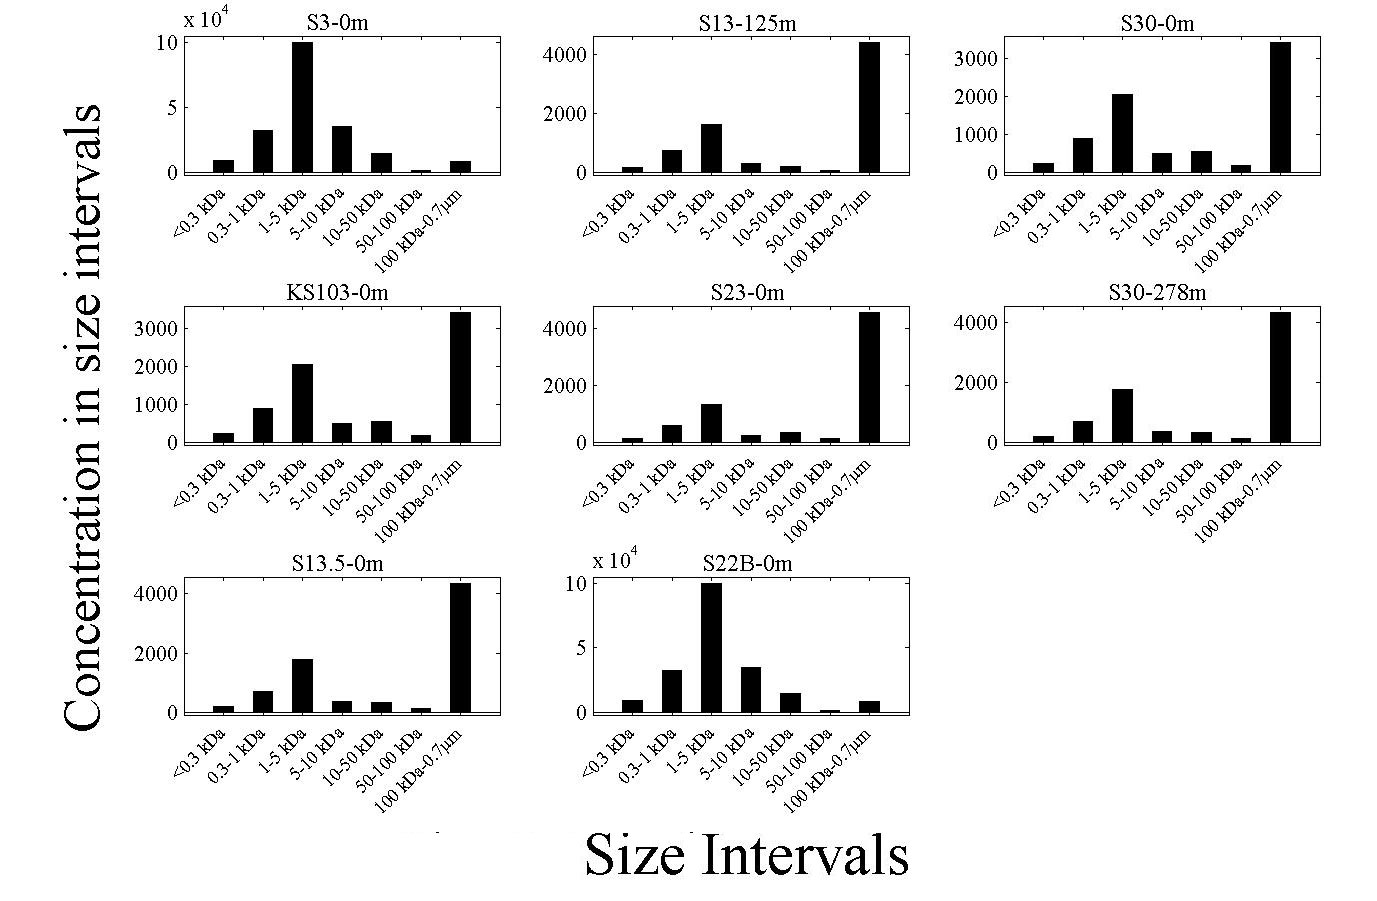 Concentration in size intervals
x 10^4
S3-0m
10
5
0
<0.3 kDa
0.3-1 kDa
1-5 kDa
5-10 kDa
10-50 kDa
50-100 kDa
100 kDa-0.7μm
S13-125m
4000
2000
0
<0.3 kDa
0.3-1 kDa
1-5 kDa
5-10 kDa
10-50 kDa
50-100 kDa
100 kDa-0.7μm
S30-0m
3000
2000
1000
0
<0.3 kDa
0.3-1 kDa
1-5 kDa
5-10 kDa
10-50 kDa
50-100 kDa
100 kDa-0.7μm
KS103-0m
3000
2000
1000
0
<0.3 kDa
0.3-1 kDa
1-5 kDa
5-10 kDa
10-50 kDa
50-100 kDa
100 kDa-0.7μm
S23-0m
4000
2000
0
<0.3 kDa
0.3-1 kDa
1-5 kDa
5-10 kDa
10-50 kDa
50-100 kDa
100 kDa-0.7μm
S30-278m
4000
2000
0
<0.3 kDa
0.3-1 kDa
1-5 kDa
5-10 kDa
10-50 kDa
50-100 kDa
100 kDa-0.7μm
S13.5-0m
4000
2000
0
<0.3 kDa
0.3-1 kDa
1-5 kDa
5-10 kDa
10-50 kDa
50-100 kDa
100 kDa-0.7μm
x 10^4
S22B-0m
10
5
0
<0.3 kDa
0.3-1 kDa
1-5 kDa
5-10 kDa
10-50 kDa
50-100 kDa
100 kDa-0.7μm
Size Intervals